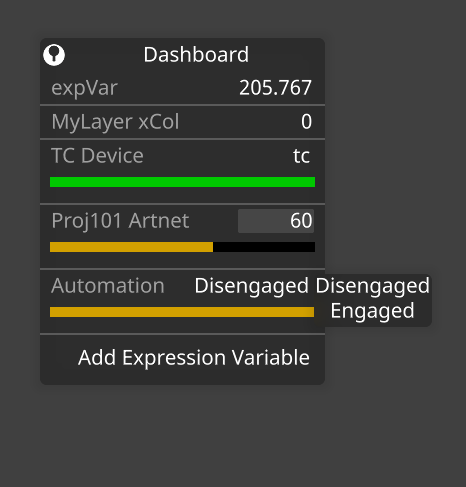 Dashboard
expVar 205.767
MyLayer xCol 0
TC Device tc
Proj101 Artnet 60
Automation Disengaged Disengaged
Engaged
Add Expression Variable